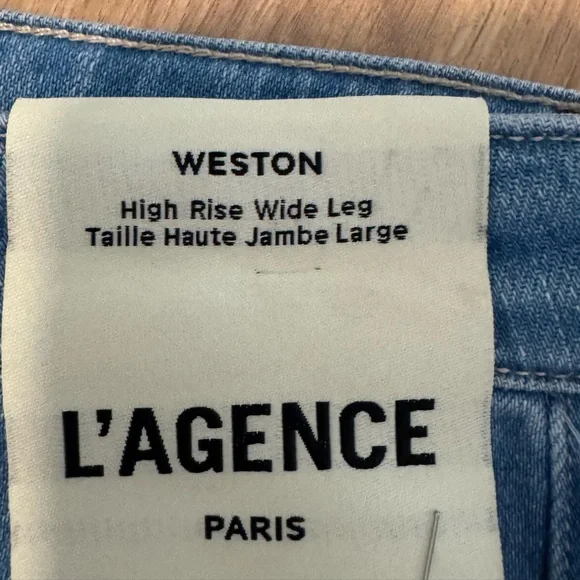 WESTON
High Rise Wide Leg
Taille Haute Jambe Large
L'AGENCE
PARIS